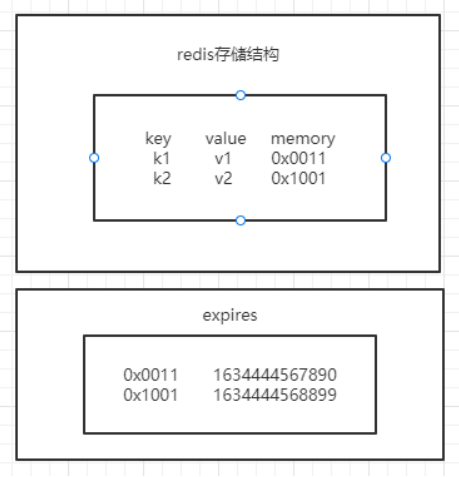 redis存储结构
key value memory
k1 v1 0x0011
k2 v2 0x1001
expires
0x0011 1634444567890
0x1001 1634444568899